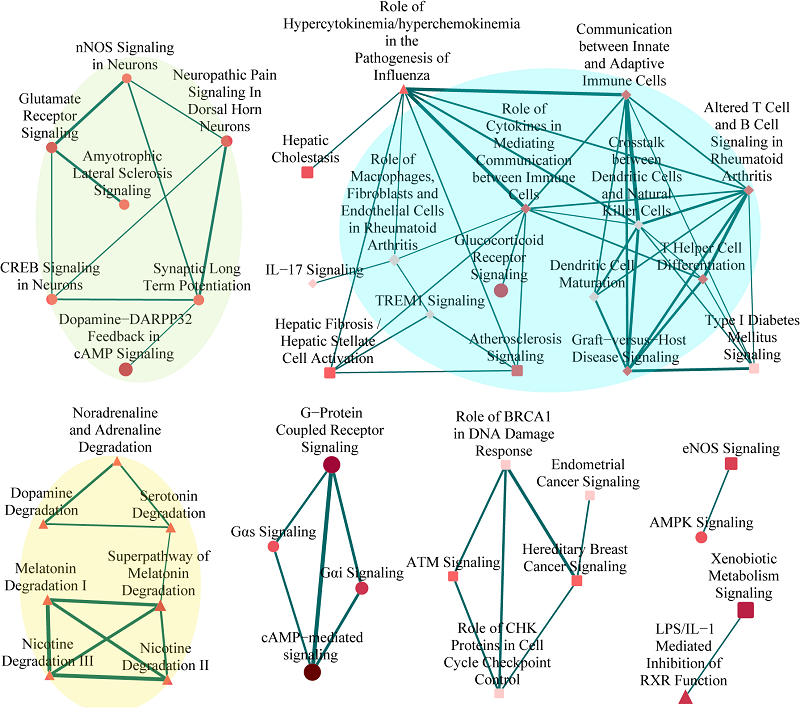 nNOS Signaling
in Neurons
Neuropathic Pain
Signaling In
Dorsal Horn
Neurons
Glutamate
Receptor
Signaling
Amyotrophic
Lateral Sclerosis
Signaling
CREB Signaling
in Neurons
Synaptic Long
Term Potentiation
Dopamine−DARPP32
Feedback in
cAMP Signaling
Role of
Hypercytokinemia/hyperchemokinemia
in the
Pathogenesis of
Influenza
Communication
between Innate
and Adaptive
Immune Cells
Altered T Cell
and B Cell
Signaling in
Rheumatoid
Arthritis
Hepatic
Cholestasis
Role of
Macrophages,
Fibroblasts and
Endothelial Cells
in Rheumatoid
Arthritis
Role of
Cytokines in
Mediating
Communication
between Immune
Cells
Crosstalk
between
Dendritic Cells
and Natural
Killer Cells
IL−17 Signaling
Glucocorticoid
Receptor
Signaling
Dendritic Cell
Maturation
T Helper Cell
Differentiation
TREM1 Signaling
Hepatic Fibrosis /
Hepatic Stellate
Cell Activation
Atherosclerosis
Signaling
Graft−versus−Host
Disease Signaling
Type I Diabetes
Mellitus
Signaling
Noradrenaline
and Adrenaline
Degradation
Dopamine
Degradation
Serotonin
Degradation
Melatonin
Degradation I
Superpathway of
Melatonin
Degradation
Nicotine
Degradation III
Nicotine
Degradation II
G−Protein
Coupled Receptor
Signaling
Gαs Signaling
Gαi Signaling
cAMP−mediated
signaling
Role of BRCA1
in DNA Damage
Response
Endometrial
Cancer Signaling
ATM Signaling
Hereditary Breast
Cancer Signaling
Role of CHK
Proteins in Cell
Cycle Checkpoint
Control
eNOS Signaling
AMPK Signaling
Xenobiotic
Metabolism
Signaling
LPS/IL−1
Mediated
Inhibition of
RXR Function